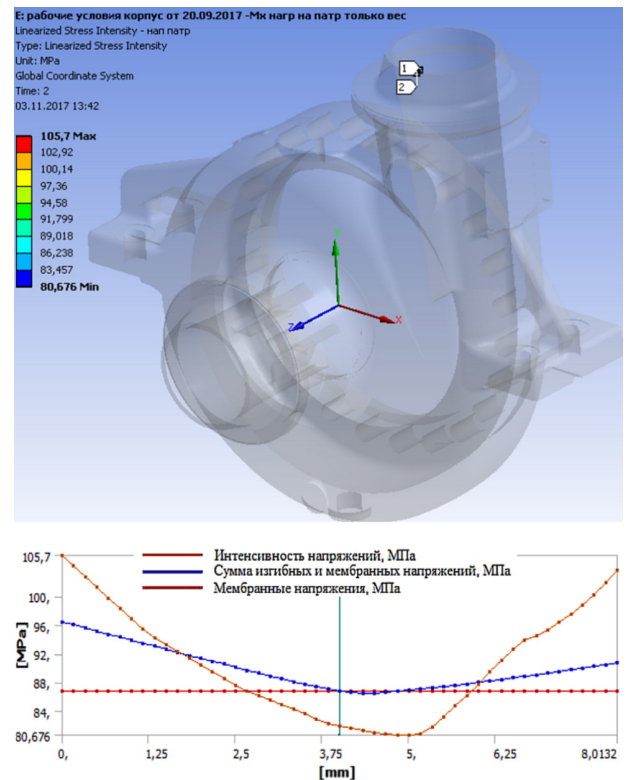 E: рабочие условия корпус от 20.09.2017 -Мх нагр на патр только вес
Linearized Stress Intensity - нап патр
Type: Linearized Stress Intensity
Unit: MPa
Global Coordinate System
Time: 2
03.11.2017 13:42
105,7 Max
102,92
100,14
97,36
94,58
91,799
89,018
86,238
83,457
80,676 Min
1
2
Y
Z
X
Интенсивность напряжений, МПа
Сумма изгибных и мембранных напряжений, МПа
Мембранные напряжения, МПа
105,7
100,
96,
92,
88,
84,
80,676
[MPa]
0,
1,25
2,5
3,75
5,
6,25
8,0132
[mm]